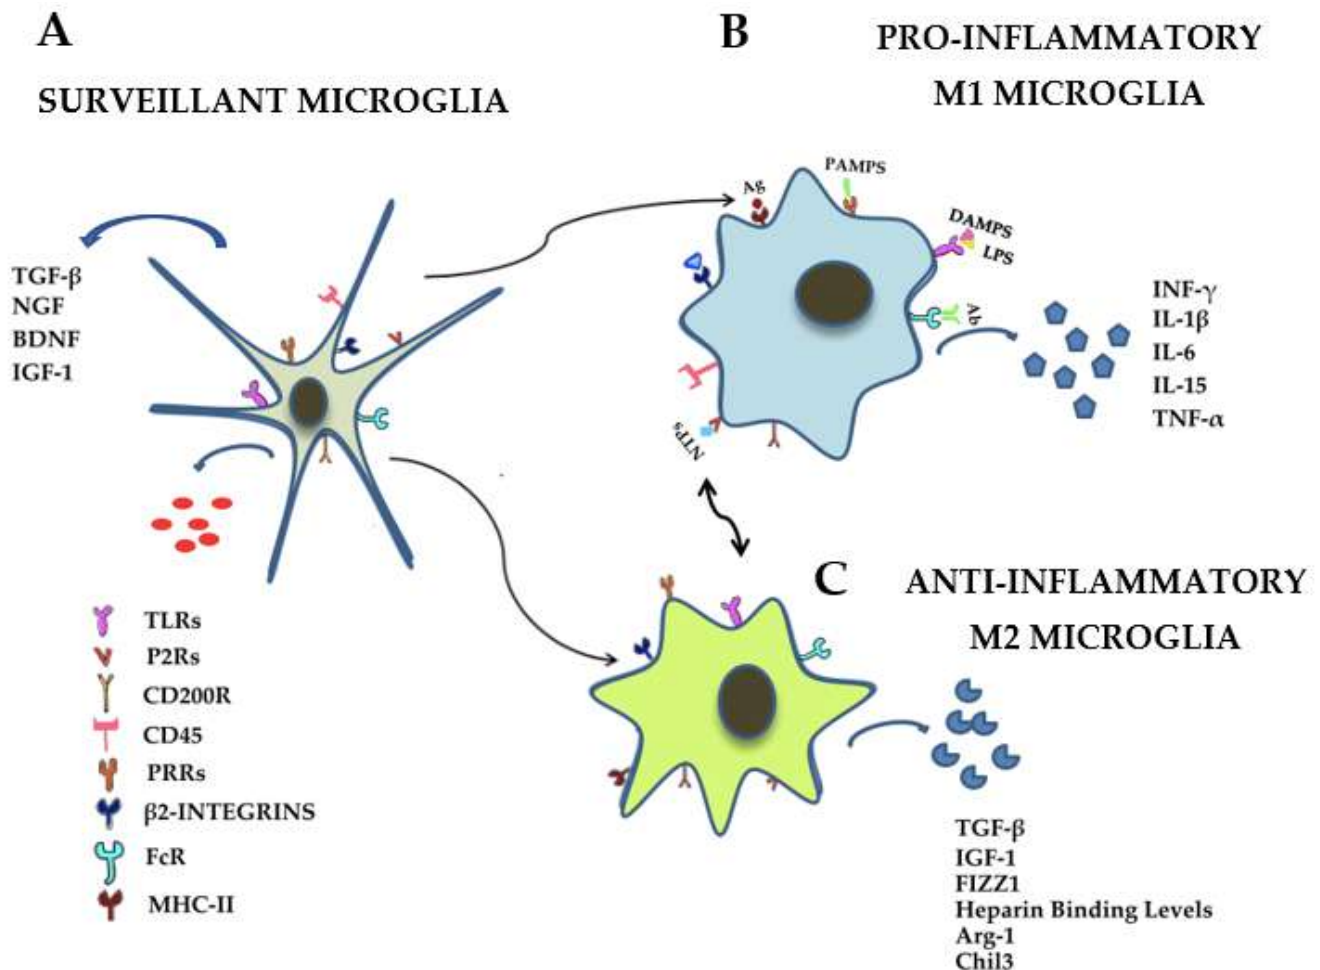 A
SURVEILLANT MICROGLIA
TGF-β
NGF
BDNF
IGF-1
TLRs
P2Rs
CD200R
CD45
PRRs
β2-INTEGRINS
FcR
MHC-II
B
PRO-INFLAMMATORY
M1 MICROGLIA
Ag
PAMPS
DAMPS
LPS
Ab
NTPs
INF-γ
IL-1β
IL-6
IL-15
TNF-α
C
ANTI-INFLAMMATORY
M2 MICROGLIA
TGF-β
IGF-1
FIZZ1
Heparin Binding Levels
Arg-1
Chil3